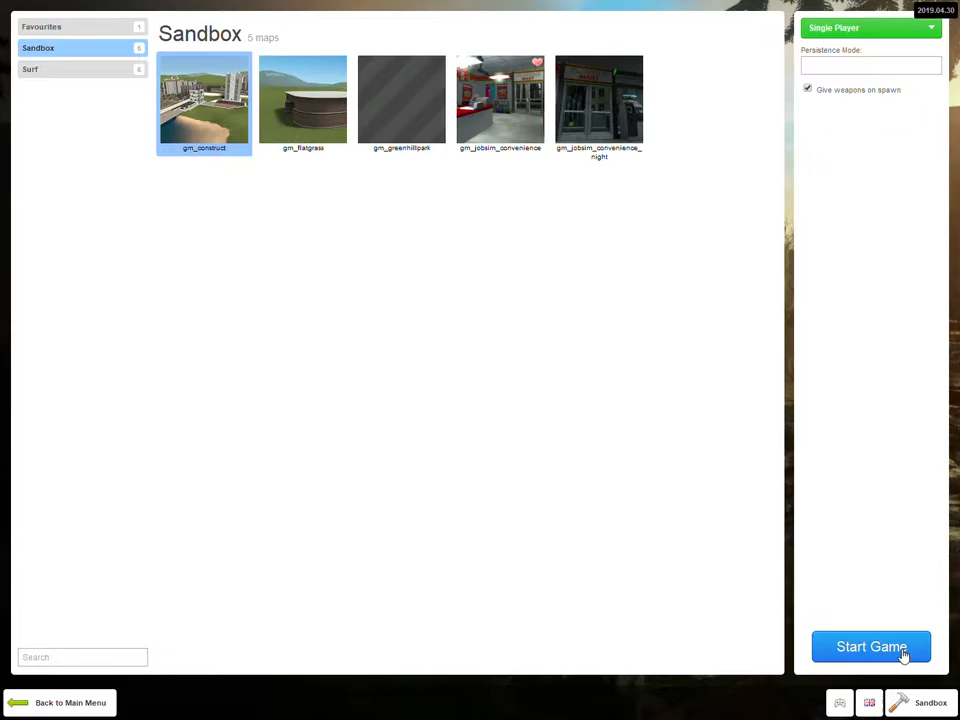 2019.04.30
Favourites 1
Sandbox 5
Surf 6
Sandbox 5 maps
gm_construct
gm_flatgrass
gm_greenhillpark
gm_jobsim_convenience
gm_jobsim_convenience_
night
Single Player
Persistence Mode:
Give weapons on spawn
Search
Start Game
Back to Main Menu
Sandbox